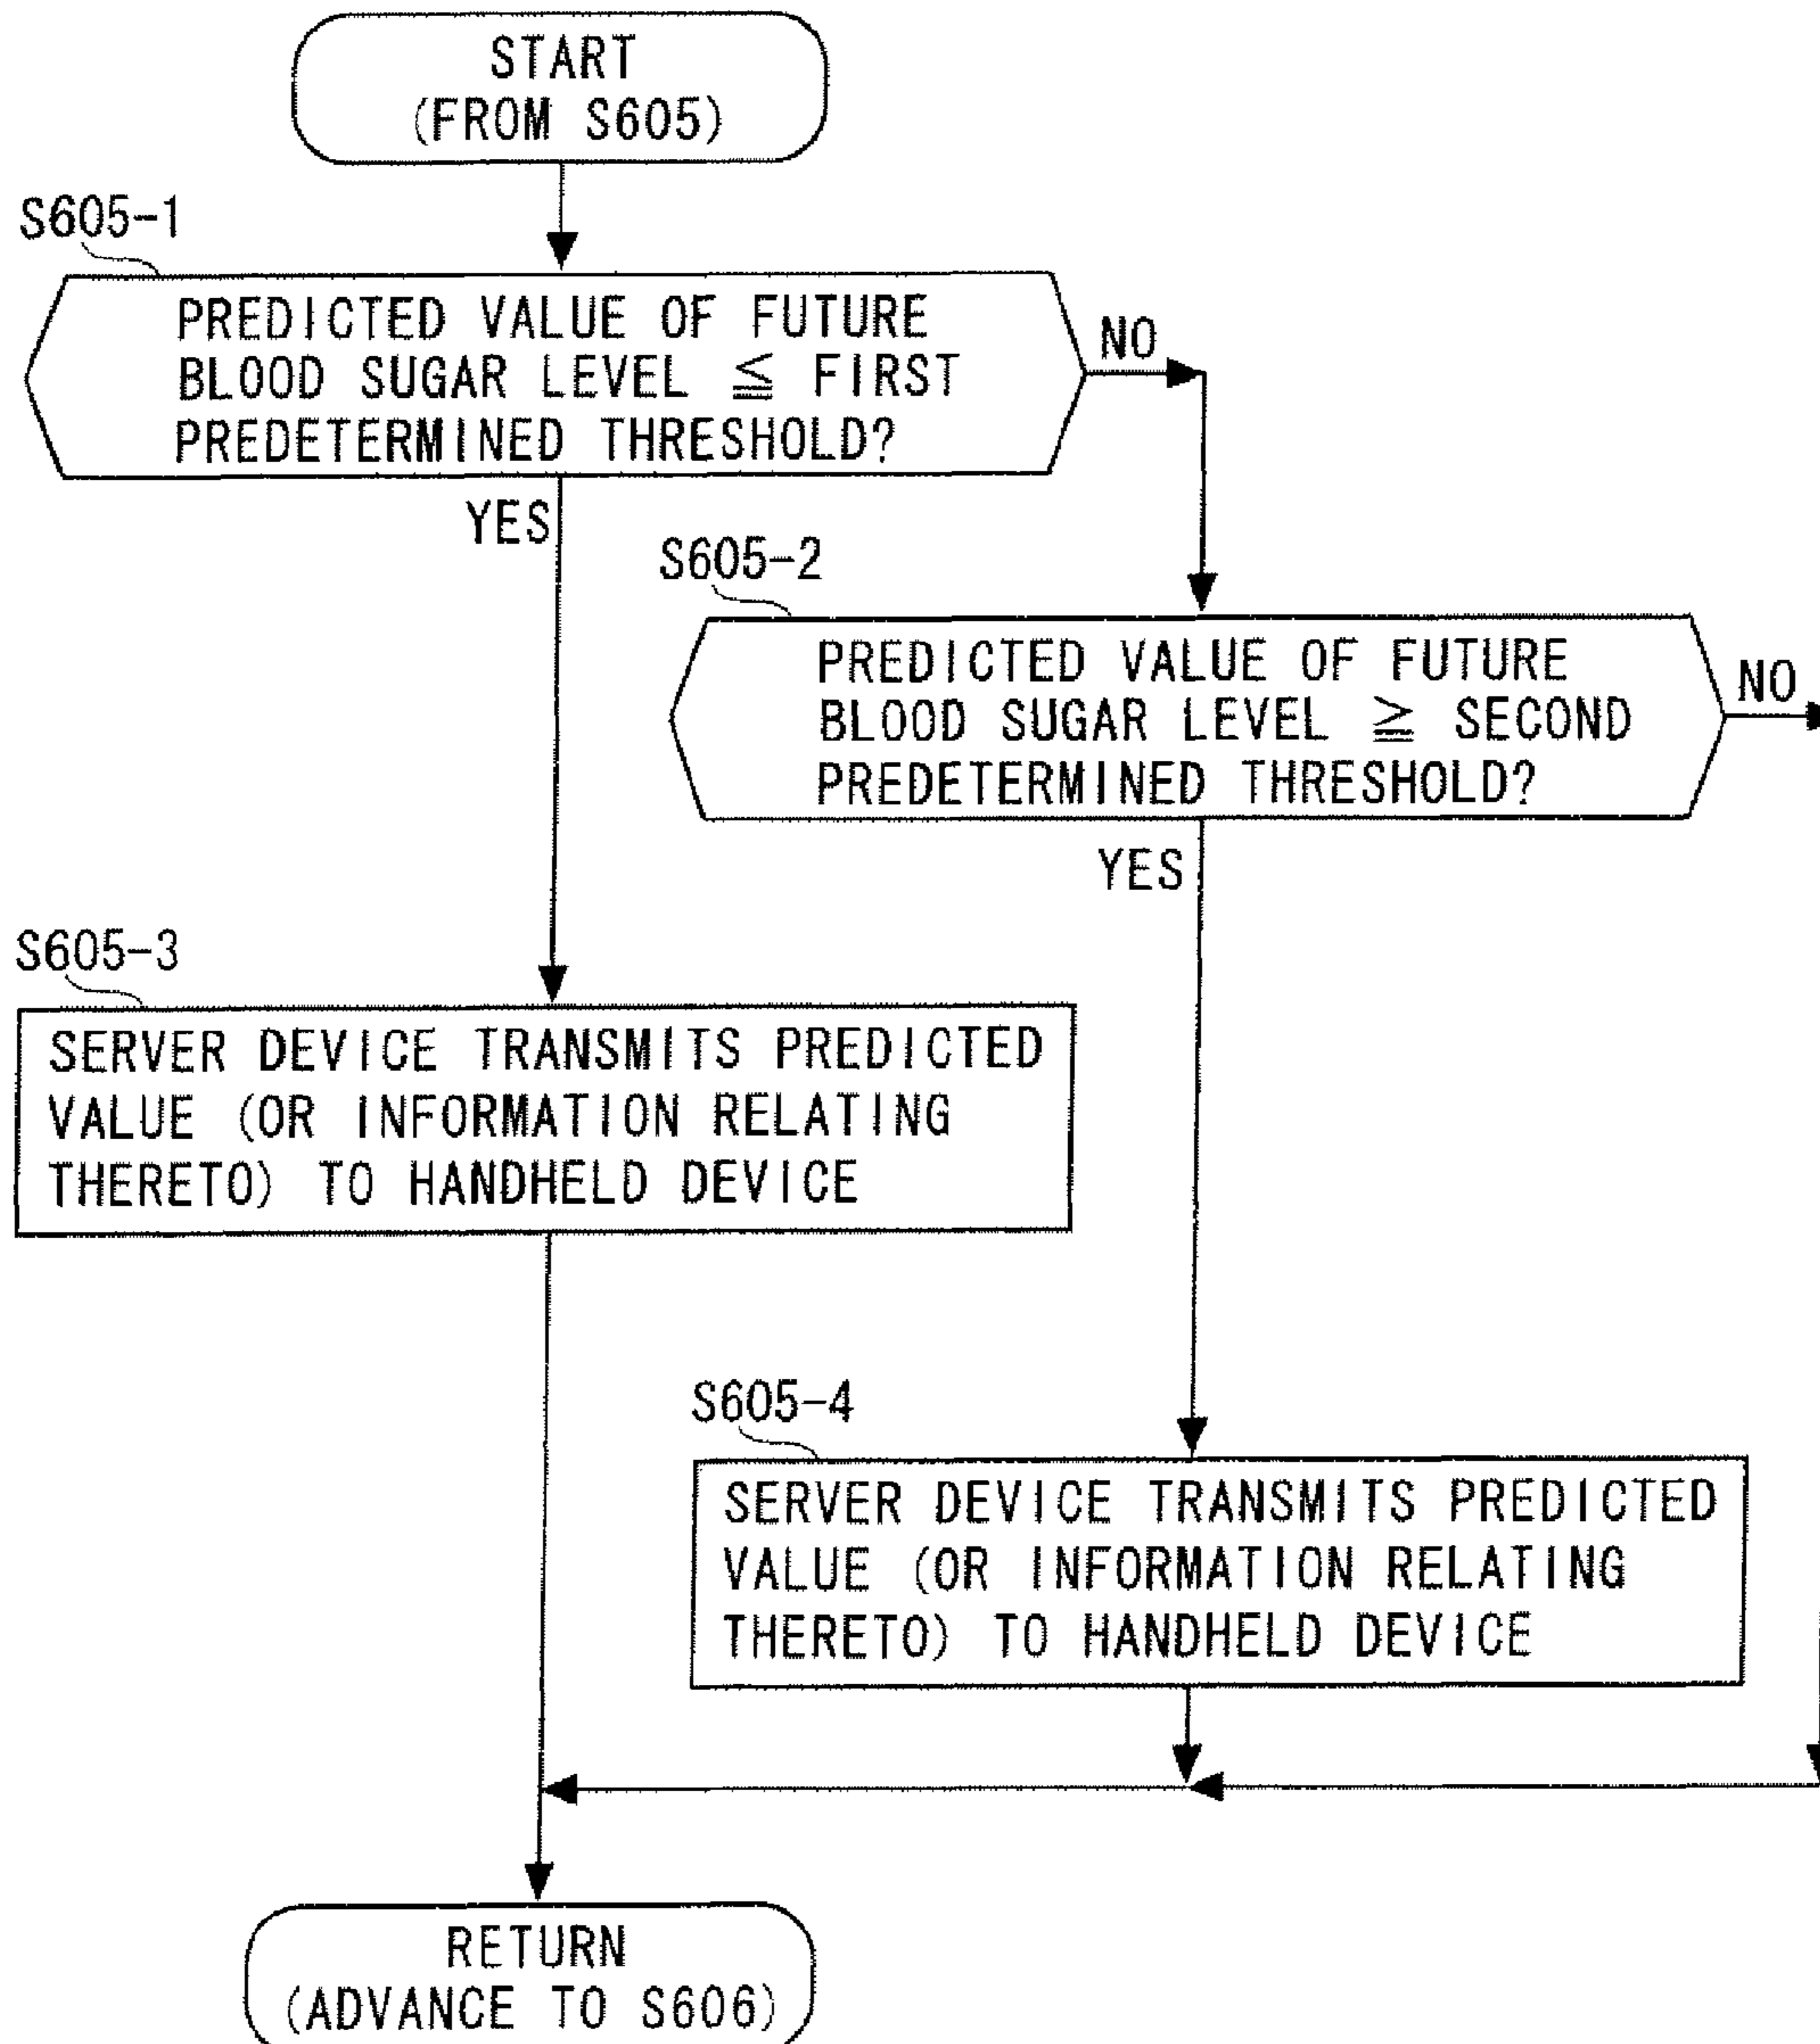 START
(FROM S605)
S605-1
PREDICTED VALUE OF FUTURE
BLOOD SUGAR LEVEL ≦ FIRST
PREDETERMINED THRESHOLD?
NO
YES
S605-2
PREDICTED VALUE OF FUTURE
BLOOD SUGAR LEVEL ≧ SECOND
PREDETERMINED THRESHOLD?
NO
YES
S605-3
SERVER DEVICE TRANSMITS PREDICTED
VALUE (OR INFORMATION RELATING
THERETO) TO HANDHELD DEVICE
S605-4
SERVER DEVICE TRANSMITS PREDICTED
VALUE (OR INFORMATION RELATING
THERETO) TO HANDHELD DEVICE
RETURN
(ADVANCE TO S606)